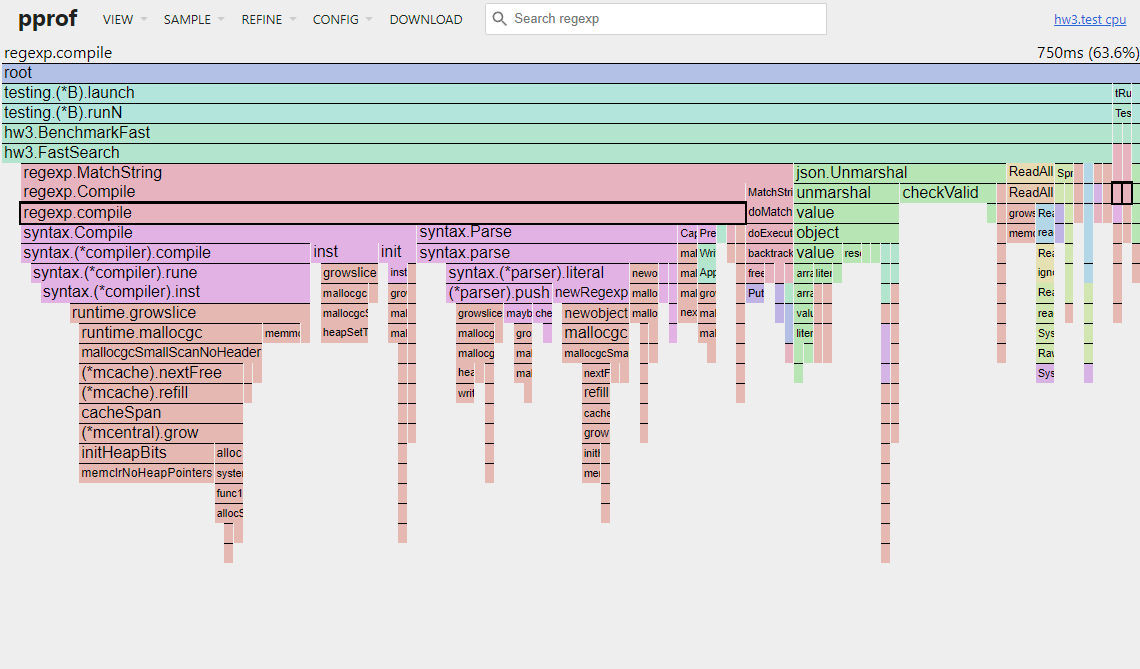 pprof VIEW SAMPLE REFINE CONFIG DOWNLOAD Search regexp hw3.test cpu
regexp.compile 750ms (63.6%)
root
testing.(*B).launch tRu
testing.(*B).runN Tes
hw3.BenchmarkFast
hw3.FastSearch
regexp.MatchString json.Unmarshal ReadAll Spr
regexp.Compile MatchStri unmarshal checkValid ReadAll
regexp.compile doMatch value grows Rea
syntax.Compile syntax.Parse Cap Pre doExecut object memo rea
syntax.(*compiler).compile inst init syntax.parse mal Wri backtrack value reso Rea
syntax.(*compiler).rune growslice inst syntax.(*parser).literal newo mal App free arra liter igno
syntax.(*compiler).inst mallocgc gro (*parser).push newRegexp mallo mal gro Put arra Rea
runtime.growslice mallocgcS mal growslice mayb che newobject mallo nex mal valu rea
runtime.mallocgc memmo heapSetT mal mallocg gro mallocgc mal liter Sys
mallocgcSmallScanNoHeader mallocg mal mallocgcSma Rav
(*mcache).nextFree hea mal nextF Sys
(*mcache).refill writ refill
cacheSpan cache
(*mcentral).grow grow
initHeapBits alloc initH
memclrNoHeapPointers syster mer
func1
allocS